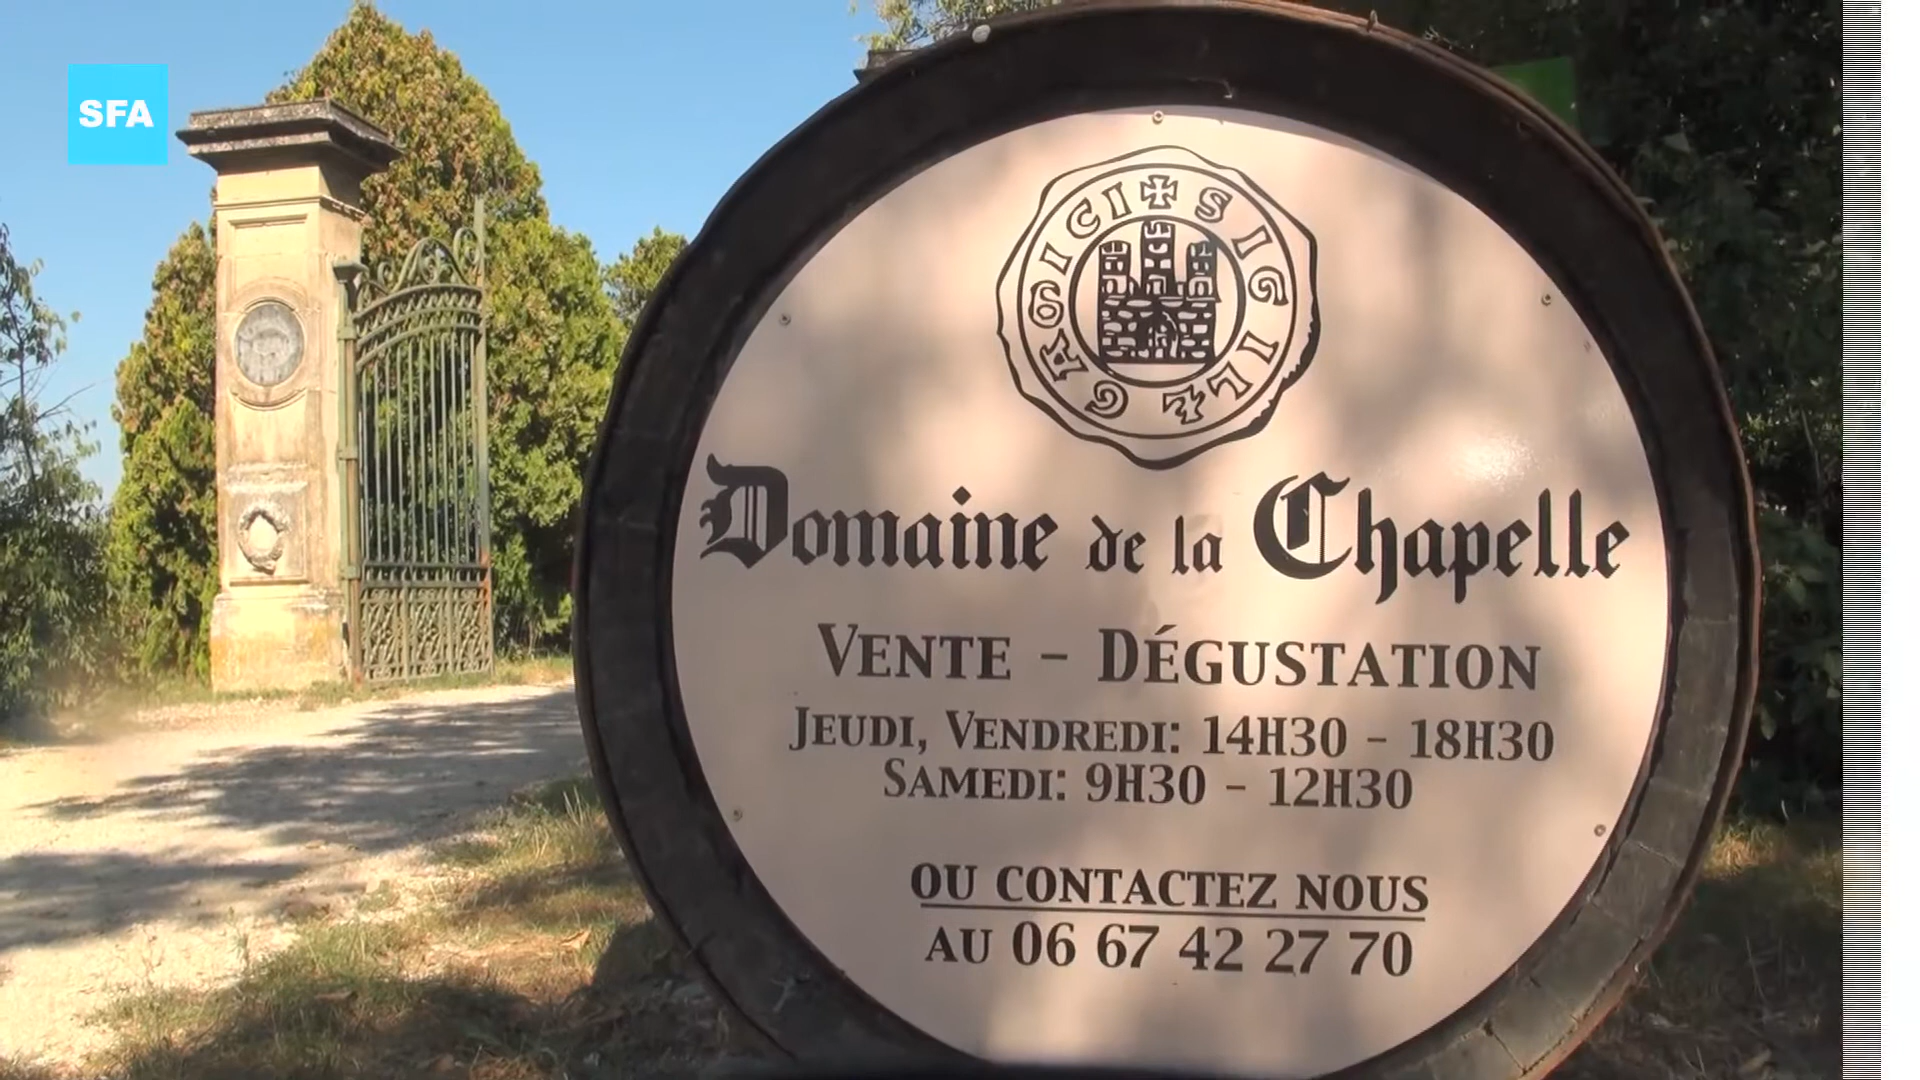 SFA
Domaine de la Chapelle
VENTE - DÉGUSTATION
JEUDI, VENDREDI: 14H30 - 18H30
SAMEDI: 9H30 - 12H30
OU CONTACTEZ NOUS
AU 06 67 42 27 70